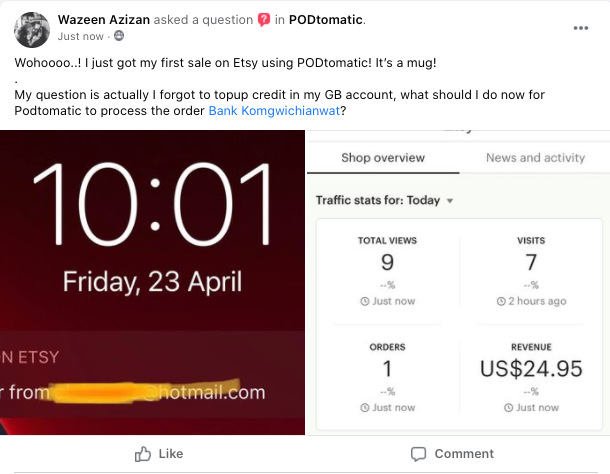 Wazeen Azizan asked a question in PODtomatic.
Just now ·
Wohoooo..! I just got my first sale on Etsy using PODtomatic! It's a mug!
.
My question is actually I forgot to topup credit in my GB account, what should I do now for
Podtomatic to process the order Bank Komgwichianwat?
10:01
Friday, 23 April
N ETSY
from
@hotmail.com
Shop overview
News and activity
Traffic stats for: Today
TOTAL VIEWS
VISITS
9
7
--%
--%
Just now
2 hours ago
ORDERS
REVENUE
1
US$24.95
--%
--%
Just now
Just now
Like
Comment